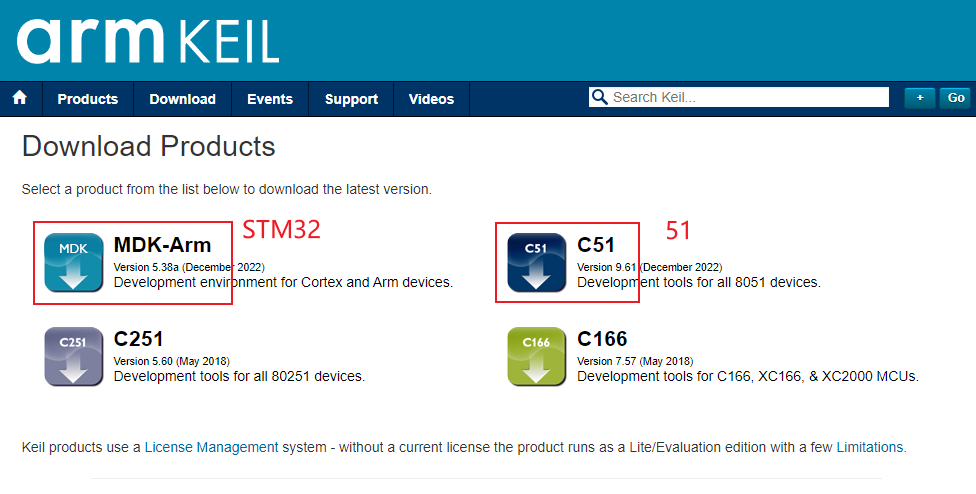 arm KEIL
Products Download Events Support Videos Search Keil... + Go
Download Products
Select a product from the list below to download the latest version.
STM32
MDK
MDK-Arm
Version 5.38a (December 2022)
Development environment for Cortex and Arm devices.
51
C51
C51
Version 9.61 (December 2022)
Development tools for all 8051 devices.
C251
C251
Version 5.60 (May 2018)
Development tools for all 80251 devices.
C166
C166
Version 7.57 (May 2018)
Development tools for C166, XC166, & XC2000 MCUs.
Keil products use a License Management system - without a current license the product runs as a Lite/Evaluation edition with a few Limitations.